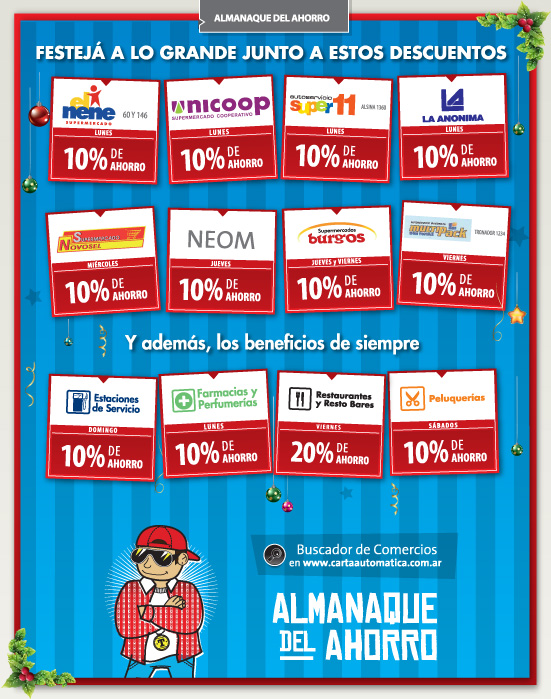 ALMANAQUE DEL AHORRO
FESTEJÁ A LO GRANDE JUNTO A ESTOS DESCUENTOS
el nene
SUPERMERCADO
60 Y 146
LUNES
10% DE AHORRO
unicoop
SUPERMERCADO COOPERATIVO
LUNES
10% DE AHORRO
autoservicio
super11
ALSINA 1360
LUNES
10% DE AHORRO
LA
LA ANONIMA
LUNES
10% DE AHORRO
SUPERMERCADO
NOVOSEL
MIÉRCOLES
10% DE AHORRO
NEOM
JUEVES
10% DE AHORRO
Supermercados
burgos
JUEVES y VIERNES
10% DE AHORRO
multipack
TRONADOR 1234
VIERNES
10% DE AHORRO
Y además, los beneficios de siempre
Estaciones
de Servicio
DOMINGO
10% DE AHORRO
Farmacias y
Perfumerías
LUNES
10% DE AHORRO
Restaurantes
y Resto Bares
VIERNES
20% DE AHORRO
Peluquerías
SÁBADOS
10% DE AHORRO
Buscador de Comercios
en www.cartaautomatica.com.ar
T
ALMANAQUE
DEL AHORRO